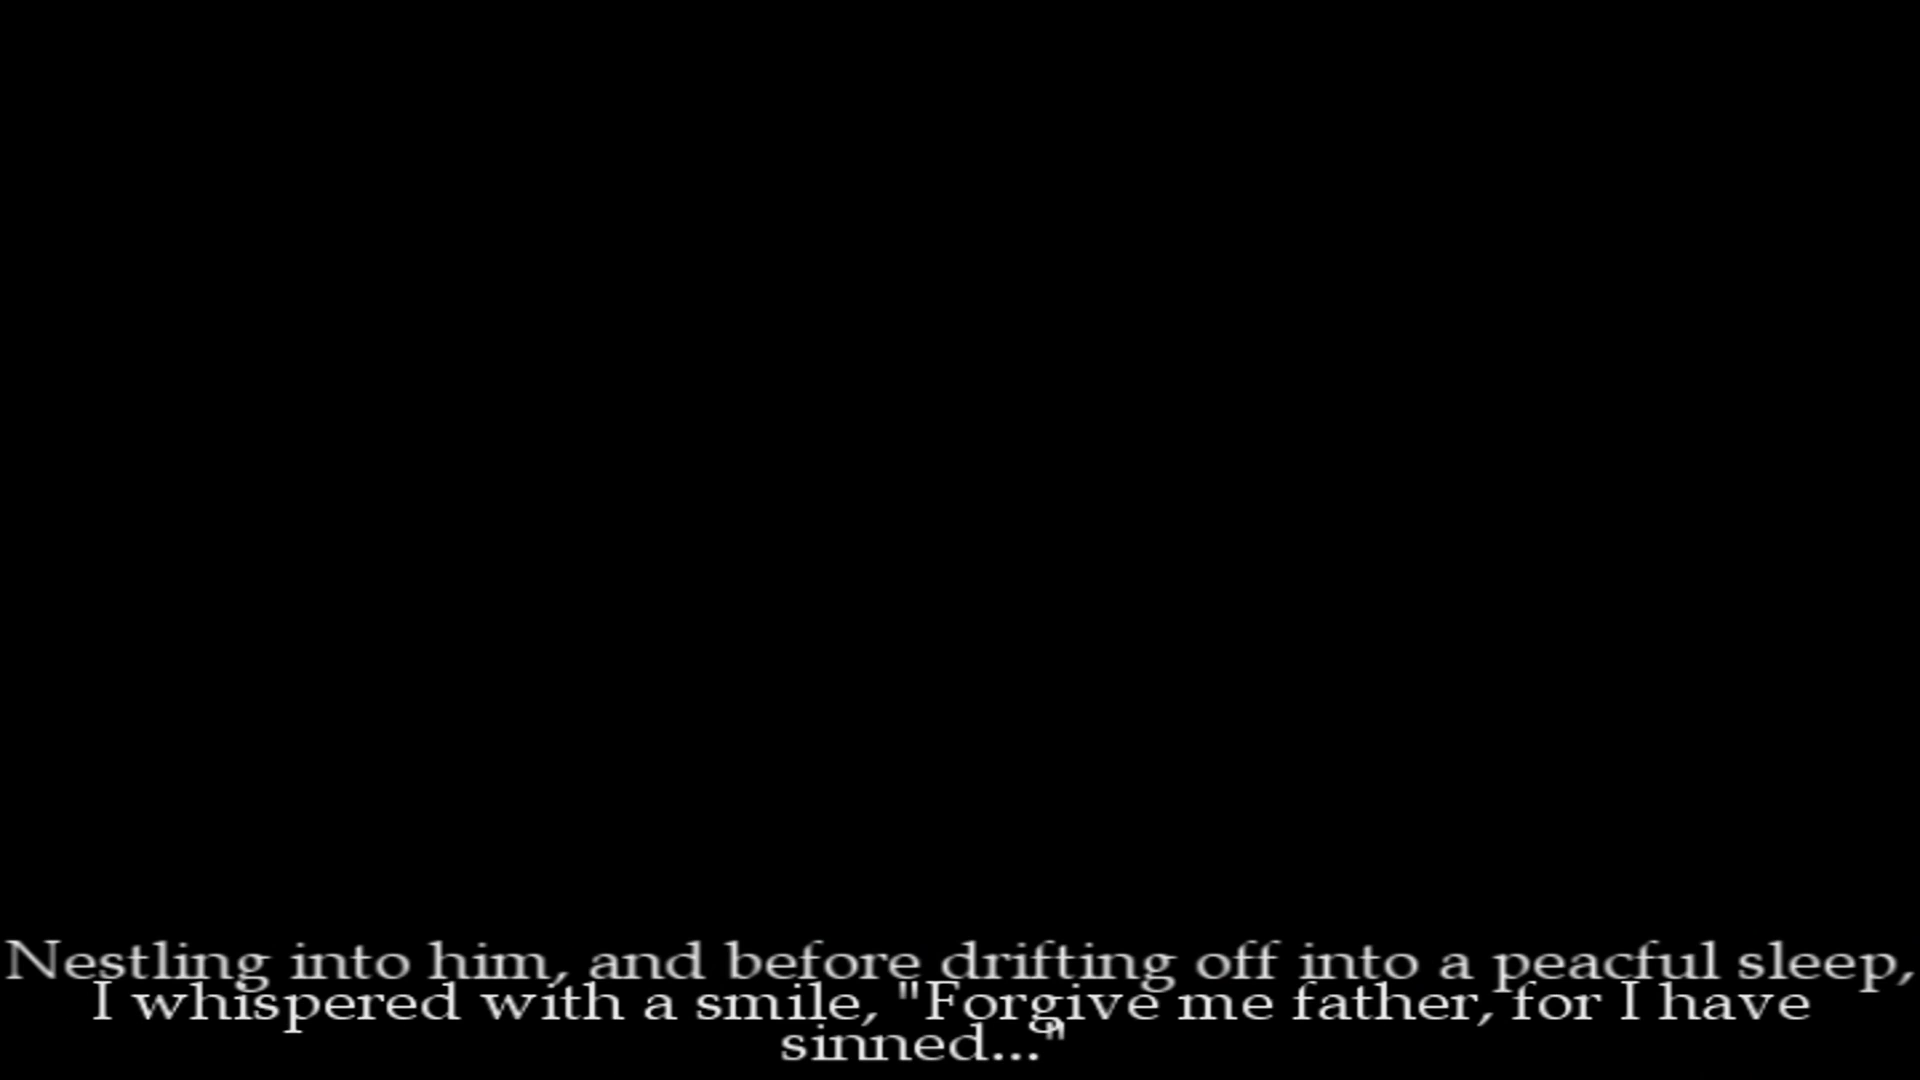 Nestling into him, and before drifting off into a peacful sleep,
I whispered with a smile, "Forgive me father, for I have
sinned..."